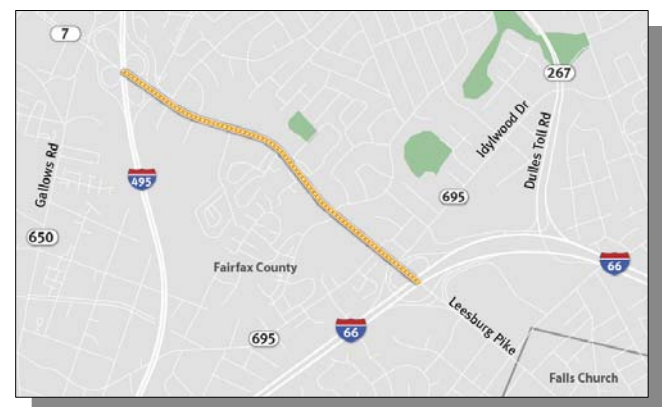 7
267
Idylwood Dr
Dulles Toll Rd
Gallows Rd
495
695
650
Fairfax County
66
66
Leesburg Pike
695
Falls Church